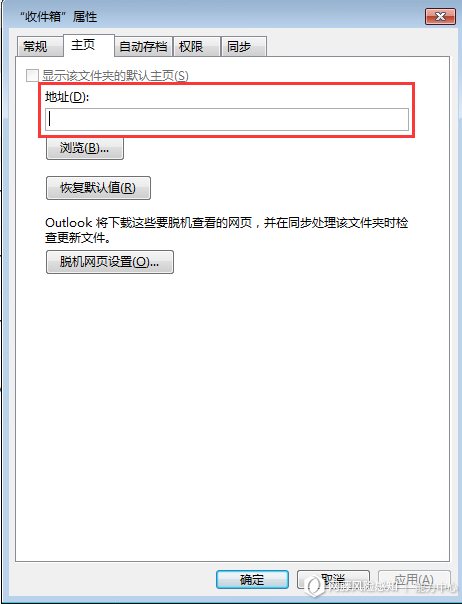 “收件箱”属性
常规 主页 自动存档 权限 同步
显示该文件夹的默认主页(S)
地址(D):
浏览(B)...
恢复默认值(R)
Outlook 将下载这些要脱机查看的网页，并在同步处理该文件夹时检
查更新文件。
脱机网页设置(O)...
确定 取消 应用(A)